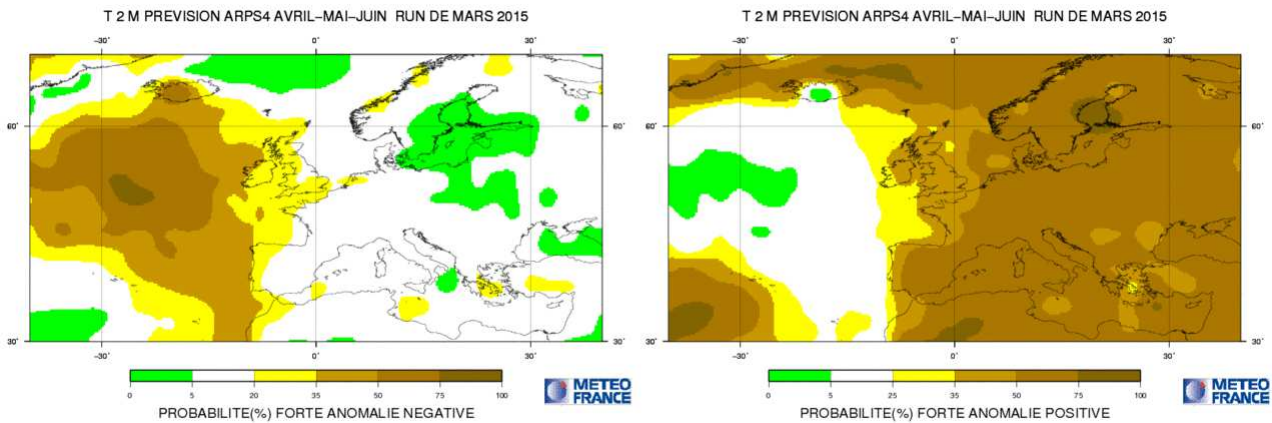 T 2 M PREVISION ARPS4 AVRIL–MAI–JUIN RUN DE MARS 2015
−30˚ 0˚ 30˚
60˚ 60˚
30˚ 30˚
−30˚ 0˚ 30˚
0 5 20 35 50 75 100
PROBABILITE(%) FORTE ANOMALIE NEGATIVE
METEO
FRANCE
T 2 M PREVISION ARPS4 AVRIL–MAI–JUIN RUN DE MARS 2015
−30˚ 0˚ 30˚
60˚ 60˚
30˚ 30˚
−30˚ 0˚ 30˚
0 5 25 35 50 75 100
PROBABILITE(%) FORTE ANOMALIE POSITIVE
METEO
FRANCE